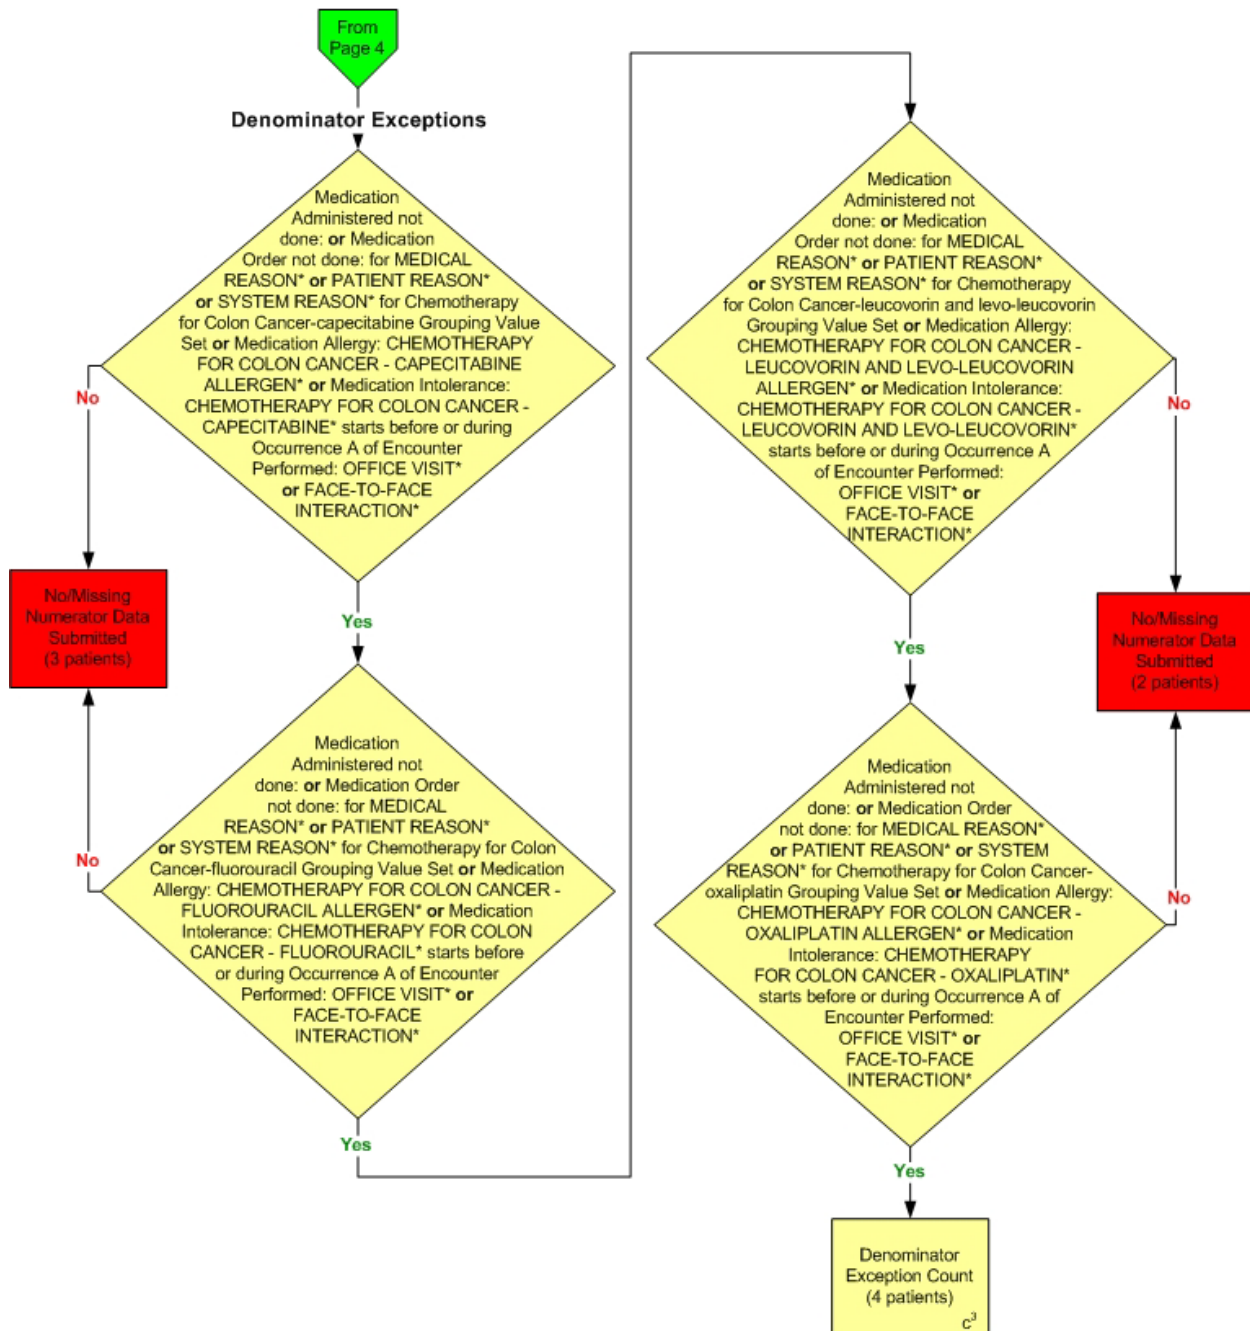 From
Page 4
Denominator Exceptions
Medication
Administered not
done: or Medication
Order not done: for MEDICAL
REASON* or PATIENT REASON*
or SYSTEM REASON* for Chemotherapy
for Colon Cancer-capecitabine Grouping Value
Set or Medication Allergy: CHEMOTHERAPY
FOR COLON CANCER - CAPECITABINE
ALLERGEN* or Medication Intolerance:
CHEMOTHERAPY FOR COLON CANCER -
CAPECITABINE* starts before or during
Occurrence A of Encounter
Performed: OFFICE VISIT*
or FACE-TO-FACE
INTERACTION*
No
No/Missing
Numerator Data
Submitted
(3 patients)
Yes
Medication
Administered not
done: or Medication Order
not done: for MEDICAL
REASON* or PATIENT REASON*
or SYSTEM REASON* for Chemotherapy for Colon
Cancer-fluorouracil Grouping Value Set or Medication
Allergy: CHEMOTHERAPY FOR COLON CANCER -
FLUOROURACIL ALLERGEN* or Medication
Intolerance: CHEMOTHERAPY FOR COLON
CANCER - FLUOROURACIL* starts before
or during Occurrence A of Encounter
Performed: OFFICE VISIT* or
FACE-TO-FACE
INTERACTION*
No
Yes
Medication
Administered not
done: or Medication
Order not done: for MEDICAL
REASON* or PATIENT REASON*
or SYSTEM REASON* for Chemotherapy
for Colon Cancer-leucovorin and levo-leucovorin
Grouping Value Set or Medication Allergy:
CHEMOTHERAPY FOR COLON CANCER -
LEUCOVORIN AND LEVO-LEUCOVORIN
ALLERGEN* or Medication Intolerance:
CHEMOTHERAPY FOR COLON CANCER -
LEUCOVORIN AND LEVO-LEUCOVORIN*
starts before or during Occurrence A
of Encounter Performed:
OFFICE VISIT* or
FACE-TO-FACE
INTERACTION*
No
No/Missing
Numerator Data
Submitted
(2 patients)
Yes
Medication
Administered not
done: or Medication Order
not done: for MEDICAL REASON*
or PATIENT REASON* or SYSTEM
REASON* for Chemotherapy for Colon Cancer-
oxaliplatin Grouping Value Set or Medication Allergy:
CHEMOTHERAPY FOR COLON CANCER -
OXALIPLATIN ALLERGEN* or Medication
Intolerance: CHEMOTHERAPY
FOR COLON CANCER - OXALIPLATIN*
starts before or during Occurrence A of
Encounter Performed:
OFFICE VISIT* or
FACE-TO-FACE
INTERACTION*
No
Yes
Denominator
Exception Count
(4 patients)
c³